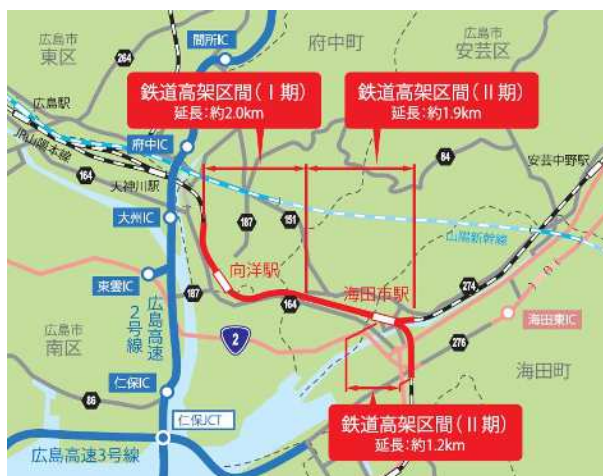 広島市
東区
間所IC
府中町
広島市
安芸区
264
鉄道高架区間(Ⅰ期)
延長:約2.0km
鉄道高架区間(Ⅱ期)
延長:約1.9km
広島駅
JR山陽本線
府中IC
164
天神川駅
84
安芸中野駅
大州IC
187
151
山陽新幹線
向洋駅
東雲IC
187
164
海田市駅
274
広島高速2号線
2
海田東IC
広島市
南区
276
海田町
仁保IC
86
仁保JCT
広島高速3号線
鉄道高架区間(Ⅱ期)
延長:約1.2km